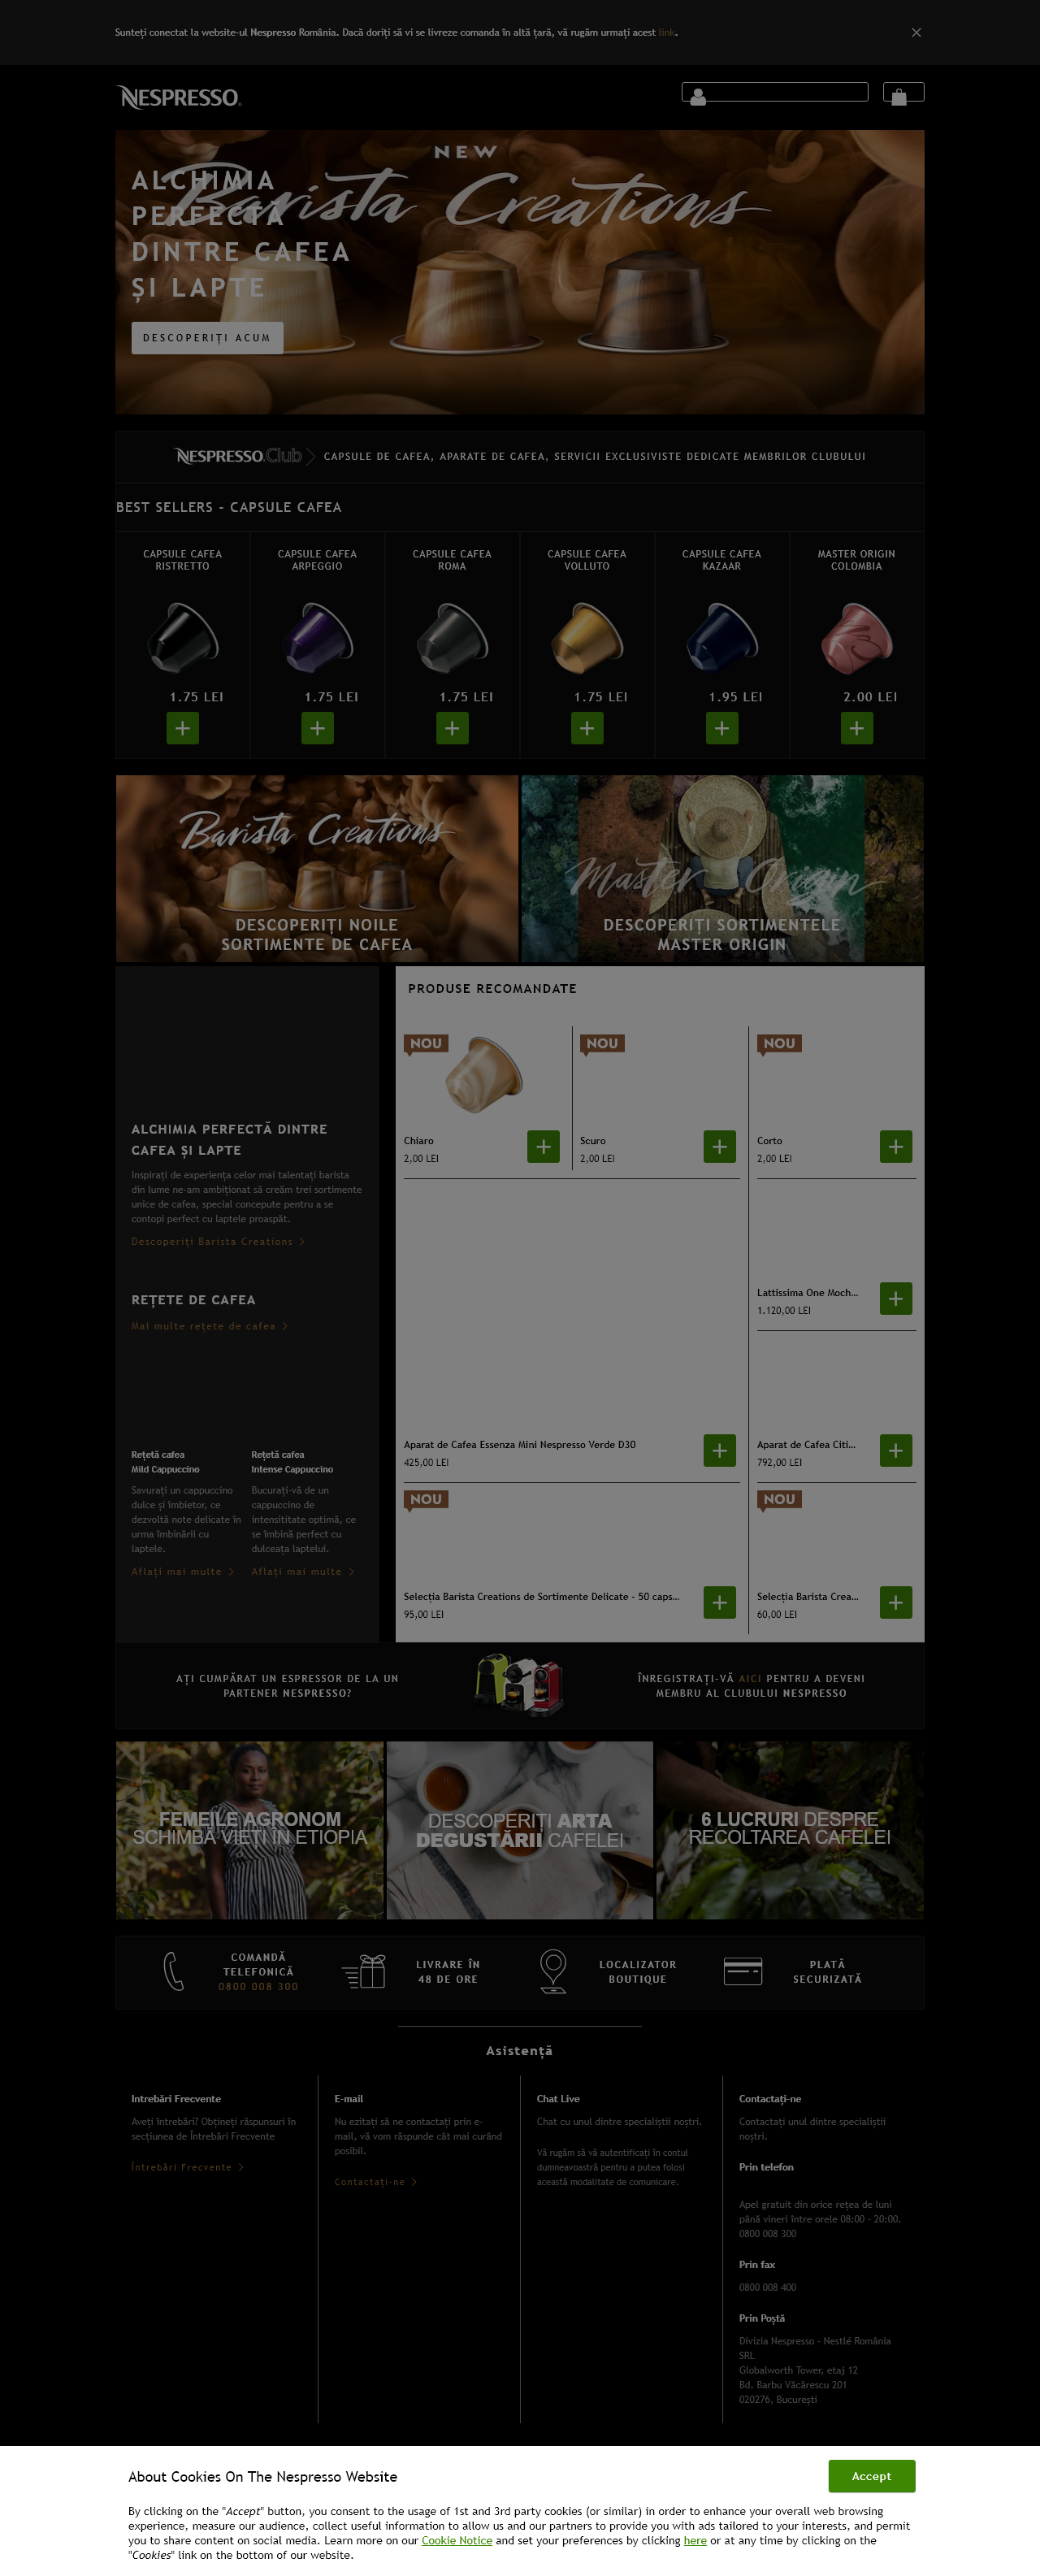 Sunteți conectat la website-ul Nespresso România. Dacă doriți să vi se livreze comanda în altă țară, vă rugăm urmați acest link.
NESPRESSO
NEW
Barista Creations
ALCHIMIA
PERFECTĂ
DINTRE CAFEA
ȘI LAPTE
DESCOPERIȚI ACUM
NESPRESSO.Club
CAPSULE DE CAFEA, APARATE DE CAFEA, SERVICII EXCLUSIVISTE DEDICATE MEMBRILOR CLUBULUI
BEST SELLERS - CAPSULE CAFEA
CAPSULE CAFEA
RISTRETTO
1.75 LEI
CAPSULE CAFEA
ARPEGGIO
1.75 LEI
CAPSULE CAFEA
ROMA
1.75 LEI
CAPSULE CAFEA
VOLLUTO
1.75 LEI
CAPSULE CAFEA
KAZAAR
1.95 LEI
MASTER ORIGIN
COLOMBIA
2.00 LEI
Barista Creations
DESCOPERIȚI NOILE
SORTIMENTE DE CAFEA
Master Origin
DESCOPERIȚI SORTIMENTELE
MASTER ORIGIN
ALCHIMIA PERFECTĂ DINTRE
CAFEA ȘI LAPTE
Inspirați de experiența celor mai talentați barista
din lume ne-am ambiționat să creăm trei sortimente
unice de cafea, special concepute pentru a se
contopi perfect cu laptele proaspăt.
Descoperiți Barista Creations
REȚETE DE CAFEA
Mai multe rețete de cafea
Rețetă cafea
Mild Cappuccino
Savurați un cappuccino
dulce și îmbietor, ce
dezvoltă note delicate în
urma îmbinării cu
laptele.
Aflați mai multe
Rețetă cafea
Intense Cappuccino
Bucurați-vă de un
cappuccino de
intensititate optimă, ce
se îmbină perfect cu
dulceața laptelui.
Aflați mai multe
PRODUSE RECOMANDATE
NOU
Chiaro
2,00 LEI
NOU
Scuro
2,00 LEI
NOU
Corto
2,00 LEI
Lattissima One Moch...
1.120,00 LEI
Aparat de Cafea Essenza Mini Nespresso Verde D30
425,00 LEI
Aparat de Cafea Citi...
792,00 LEI
NOU
Selecția Barista Creations de Sortimente Delicate - 50 caps...
95,00 LEI
NOU
Selecția Barista Crea...
60,00 LEI
AȚI CUMPĂRAT UN ESPRESSOR DE LA UN
PARTENER NESPRESSO?
ÎNREGISTRAȚI-VĂ AICI PENTRU A DEVENI
MEMBRU AL CLUBULUI NESPRESSO
FEMEILE AGRONOM
SCHIMBĂ VIEȚI ÎN ETIOPIA
DESCOPERIȚI ARTA
DEGUSTĂRII CAFELEI
6 LUCRURI DESPRE
RECOLTAREA CAFELEI
COMANDĂ
TELEFONICĂ
0800 008 300
LIVRARE ÎN
48 DE ORE
LOCALIZATOR
BOUTIQUE
PLATĂ
SECURIZATĂ
Asistență
Intrebări Frecvente
Aveți întrebări? Obțineți răspunsuri în
secțiunea de Întrebări Frecvente
Întrebări Frecvente
E-mail
Nu ezitați să ne contactați prin e-
mail, vă vom răspunde cât mai curând
posibil.
Contactați-ne
Chat Live
Chat cu unul dintre specialiștii noștri.
Vă rugăm să vă autentificați în contul
dumneavoastră pentru a putea folosi
această modalitate de comunicare.
Contactați-ne
Contactați unul dintre specialiștii
noștri.
Prin telefon
Apel gratuit din orice rețea de luni
până vineri între orele 08:00 - 20:00.
0800 008 300
Prin fax
0800 008 400
Prin Poștă
Divizia Nespresso - Nestlé România
SRL
Globalworth Tower, etaj 12
Bd. Barbu Văcărescu 201
020276, București
About Cookies On The Nespresso Website
Accept
By clicking on the "Accept" button, you consent to the usage of 1st and 3rd party cookies (or similar) in order to enhance your overall web browsing
experience, measure our audience, collect useful information to allow us and our partners to provide you with ads tailored to your interests, and permit
you to share content on social media. Learn more on our Cookie Notice and set your preferences by clicking here or at any time by clicking on the
"Cookies" link on the bottom of our website.